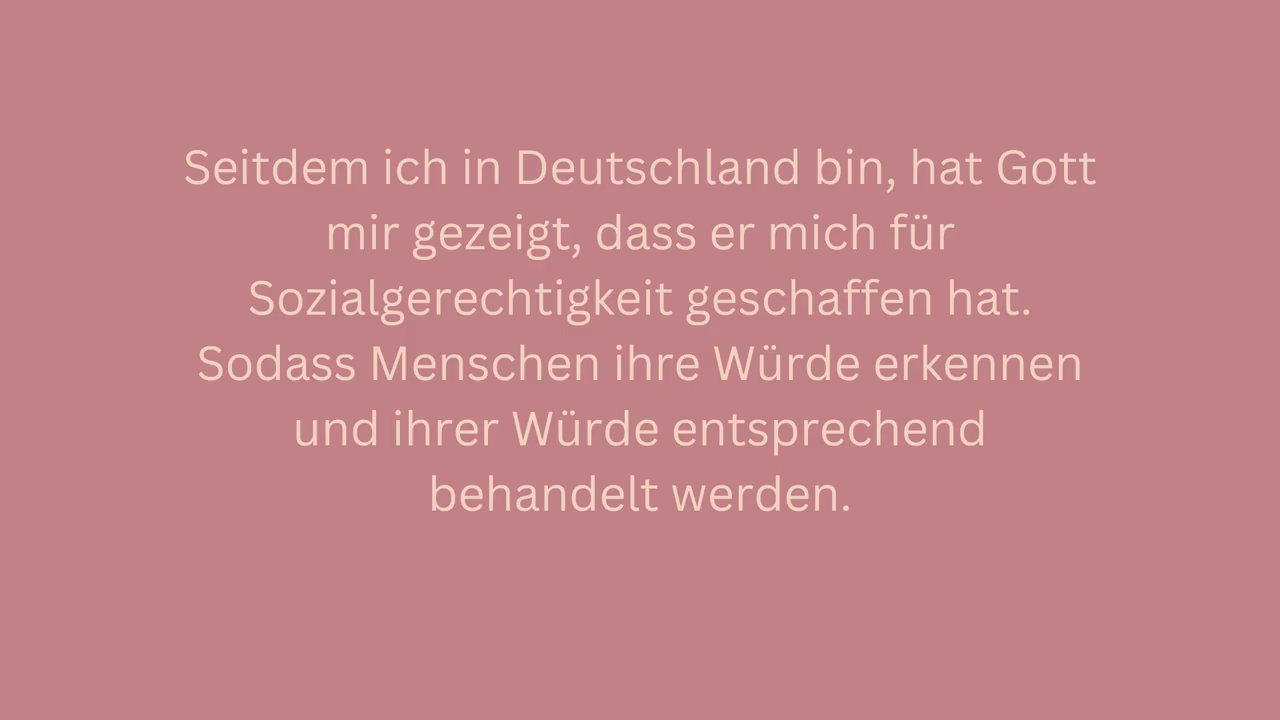 Seitdem ich in Deutschland bin, hat Gott
mir gezeigt, dass er mich für
Sozialgerechtigkeit geschaffen hat.
Sodass Menschen ihre Würde erkennen
und ihrer Würde entsprechend
behandelt werden.